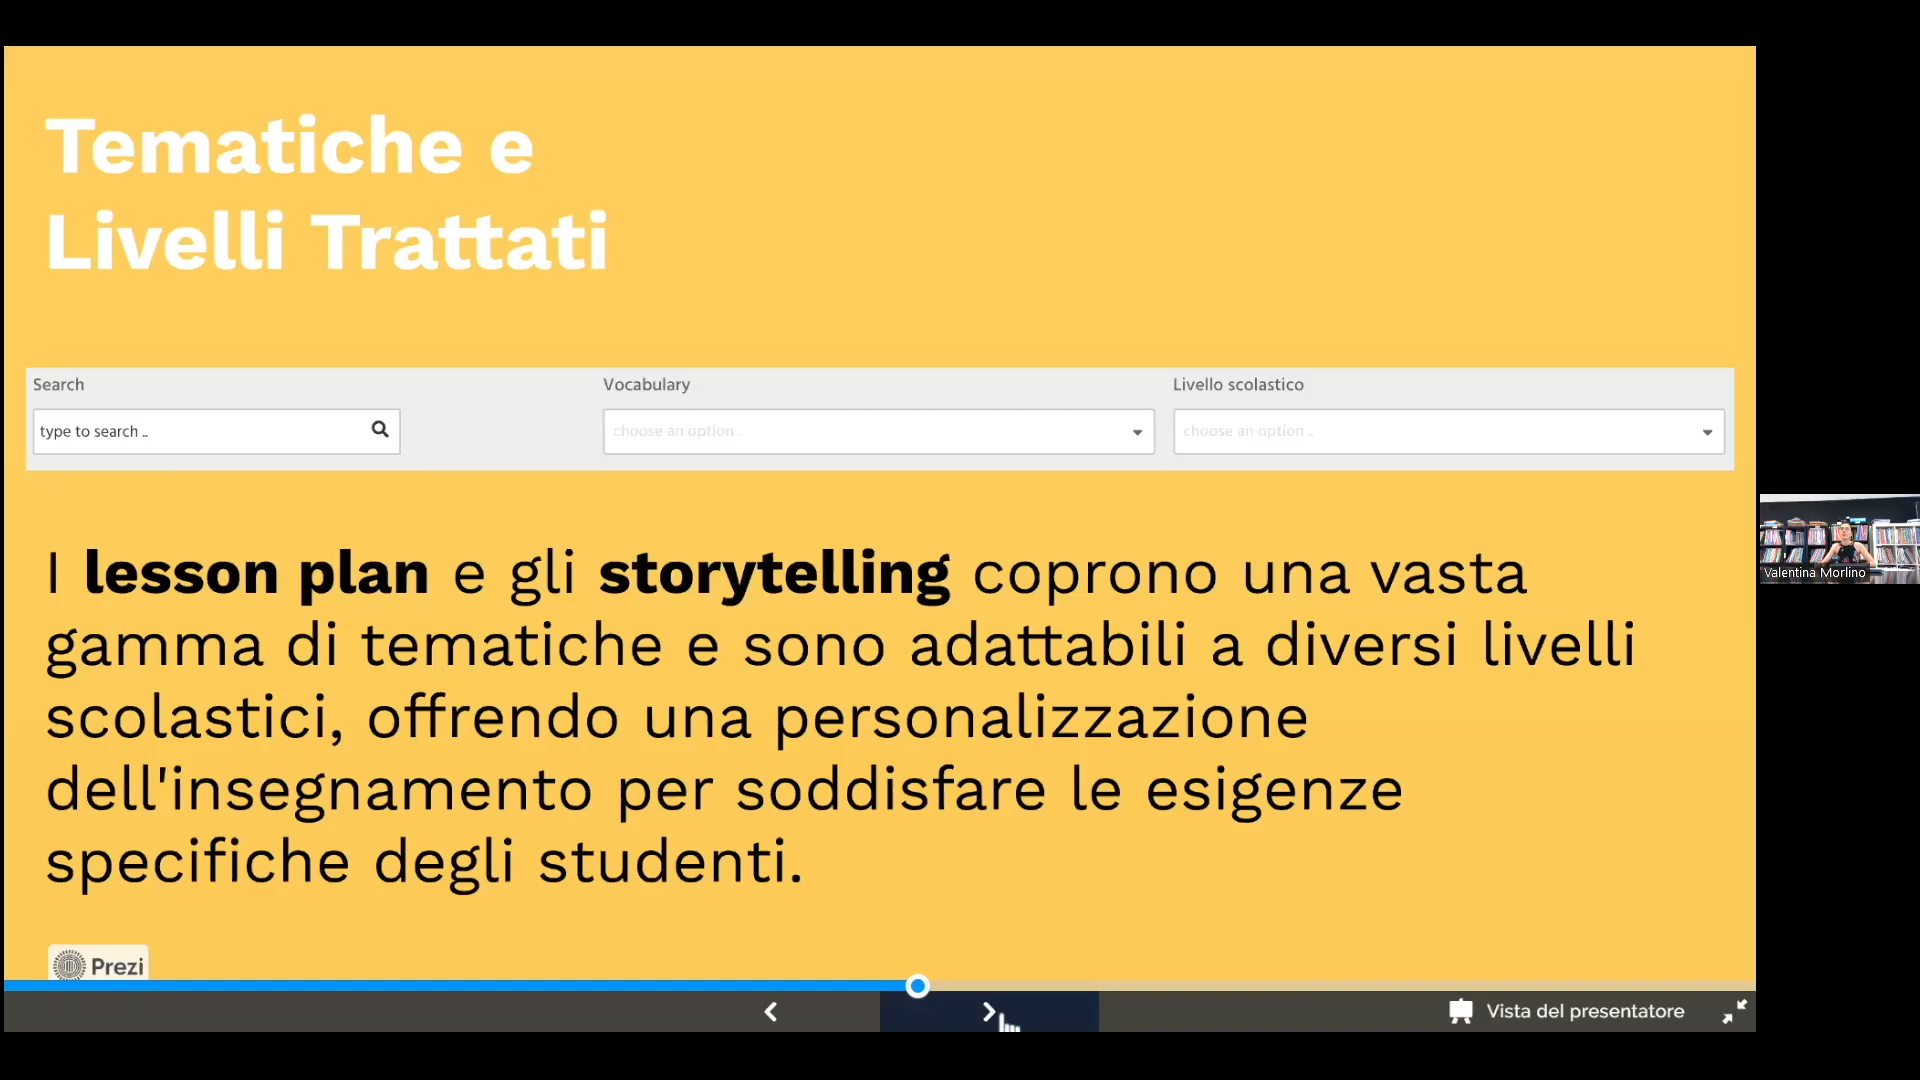 Tematiche e
Livelli Trattati
Search
Vocabulary
Livello scolastico
type to search ..
choose an option ..
choose an option ..
I lesson plan e gli storytelling coprono una vasta
gamma di tematiche e sono adattabili a diversi livelli
scolastici, offrendo una personalizzazione
dell'insegnamento per soddisfare le esigenze
specifiche degli studenti.
Valentina Morlino
Prezi
Vista del presentatore